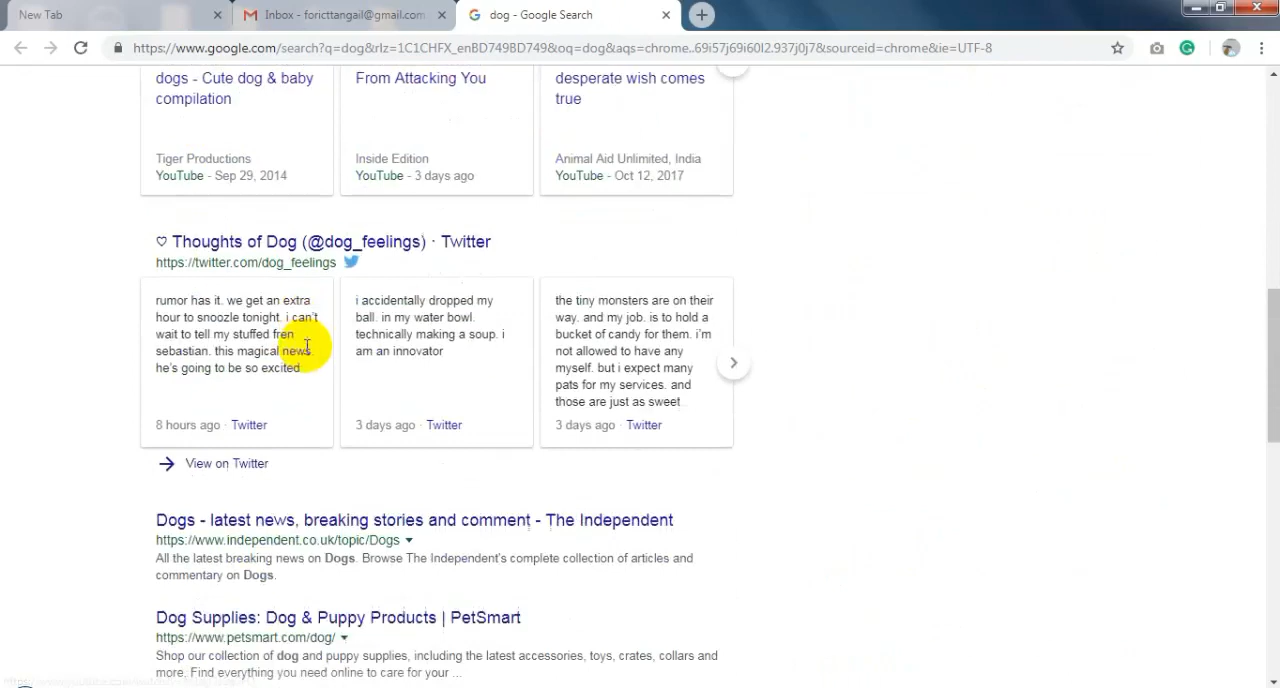 New Tab
Inbox - foricttangail@gmail.com
dog - Google Search
https://www.google.com/search?q=dog&rlz=1C1CHFX_enBD749BD749&oq=dog&aqs=chrome..69i57j69i60l2.937j0j7&sourceid=chrome&ie=UTF-8
dogs - Cute dog & baby
compilation
Tiger Productions
YouTube - Sep 29, 2014
From Attacking You
Inside Edition
YouTube - 3 days ago
desperate wish comes
true
Animal Aid Unlimited, India
YouTube - Oct 12, 2017
♡ Thoughts of Dog (@dog_feelings) · Twitter
https://twitter.com/dog_feelings
rumor has it. we get an extra
hour to snoozle tonight. i can't
wait to tell my stuffed fren
sebastian. this magical news.
he's going to be so excited
8 hours ago · Twitter
i accidentally dropped my
ball. in my water bowl.
technically making a soup. i
am an innovator
3 days ago · Twitter
the tiny monsters are on their
way. and my job. is to hold a
bucket of candy for them. i'm
not allowed to have any
myself. but i expect many
pats for my services. and
those are just as sweet
3 days ago · Twitter
View on Twitter
Dogs - latest news, breaking stories and comment - The Independent
https://www.independent.co.uk/topic/Dogs
All the latest breaking news on Dogs. Browse The Independent's complete collection of articles and
commentary on Dogs.
Dog Supplies: Dog & Puppy Products | PetSmart
https://www.petsmart.com/dog/
Shop our collection of dog and puppy supplies, including the latest accessories, toys, crates, collars and
more. Find everything you need online to care for your ...